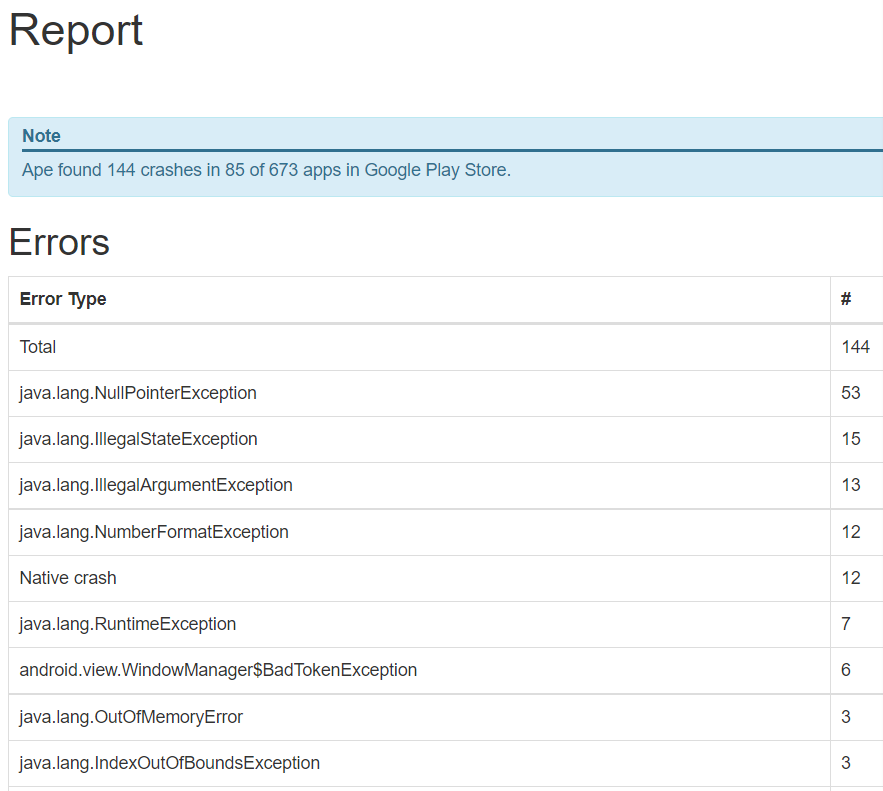 Report
Note
Ape found 144 crashes in 85 of 673 apps in Google Play Store.
Errors
Error Type #
Total 144
java.lang.NullPointerException 53
java.lang.IllegalStateException 15
java.lang.IllegalArgumentException 13
java.lang.NumberFormatException 12
Native crash 12
java.lang.RuntimeException 7
android.view.WindowManager$BadTokenException 6
java.lang.OutOfMemoryError 3
java.lang.IndexOutOfBoundsException 3